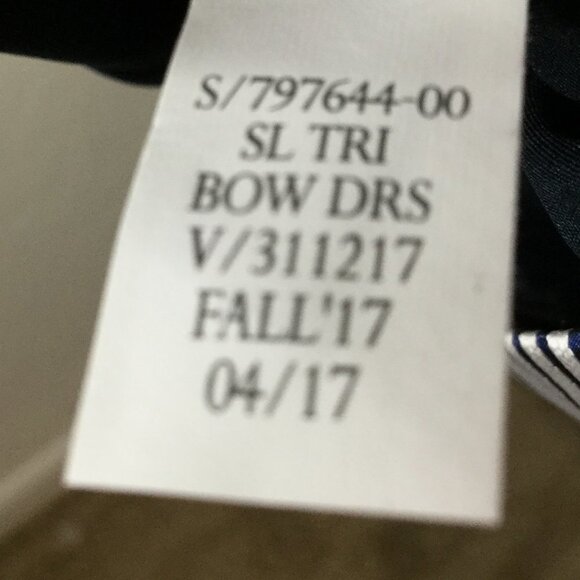 S/797644-00
SL TRI
BOW DRS
V/311217
FALL'17
04/17